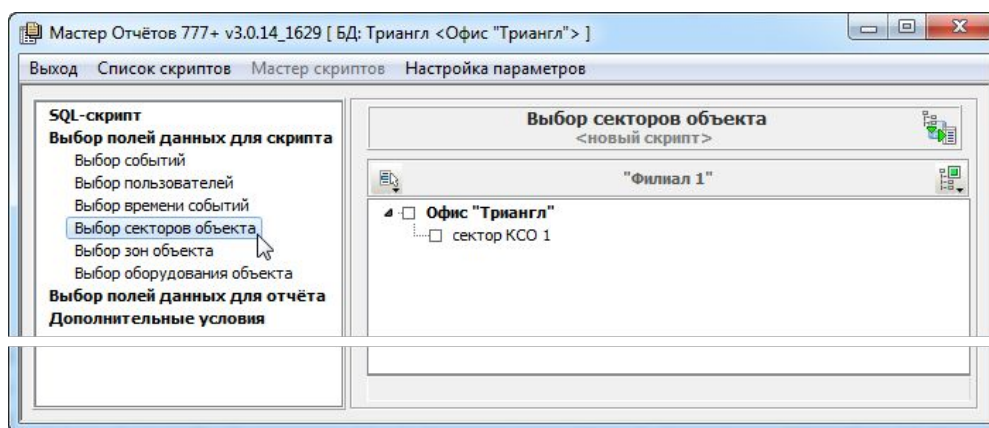 Мастер Отчётов 777+ v3.0.14_1629 [ БД: Триангл <Офис "Триангл"> ]
Выход Список скриптов Мастер скриптов Настройка параметров
SQL-скрипт
Выбор полей данных для скрипта
Выбор событий
Выбор пользователей
Выбор времени событий
Выбор секторов объекта
Выбор зон объекта
Выбор оборудования объекта
Выбор полей данных для отчёта
Дополнительные условия
Выбор секторов объекта
<новый скрипт>
"Филиал 1"
Офис "Триангл"
сектор КСО 1